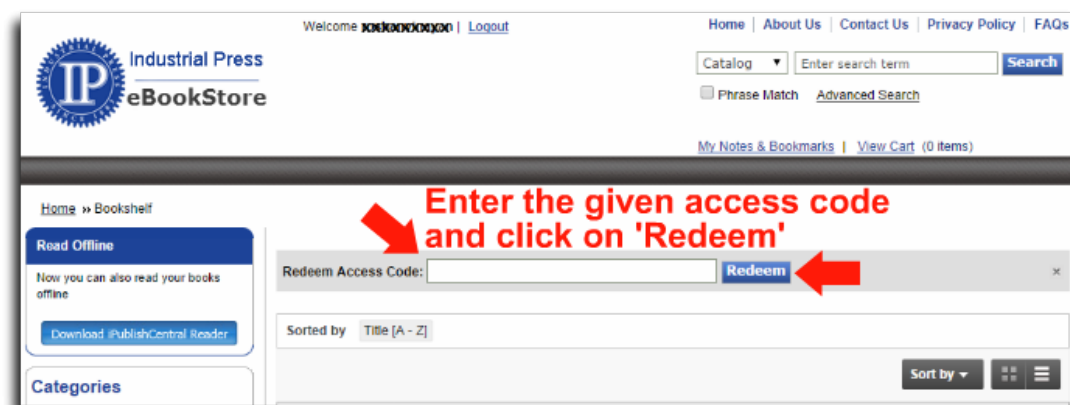 Welcome | Logout
Home | About Us | Contact Us | Privacy Policy | FAQs
IP
Industrial Press
eBookStore
Catalog ▼ Enter search term Search
Phrase Match Advanced Search
My Notes & Bookmarks | View Cart (0 items)
Home » Bookshelf
Enter the given access code
and click on 'Redeem'
Read Offline
Now you can also read your books
offline
Download iPublishCentral Reader
Redeem Access Code: Redeem ×
Sorted by Title [A - Z]
Sort by
Categories